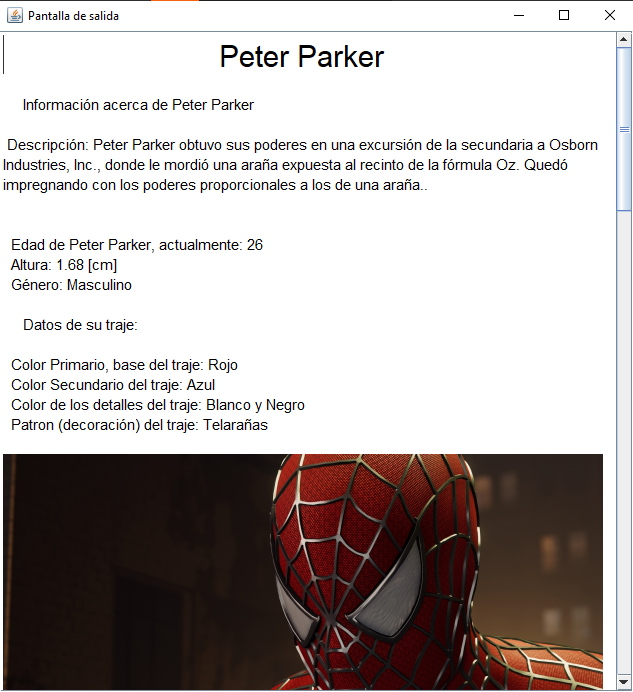 Pantalla de salida
Peter Parker
Información acerca de Peter Parker
Descripción: Peter Parker obtuvo sus poderes en una excursión de la secundaria a Osborn
Industries, Inc., donde le mordió una araña expuesta al recinto de la fórmula Oz. Quedó
impregnando con los poderes proporcionales a los de una araña..
Edad de Peter Parker, actualmente: 26
Altura: 1.68 [cm]
Género: Masculino
Datos de su traje:
Color Primario, base del traje: Rojo
Color Secundario del traje: Azul
Color de los detalles del traje: Blanco y Negro
Patron (decoración) del traje: Telarañas